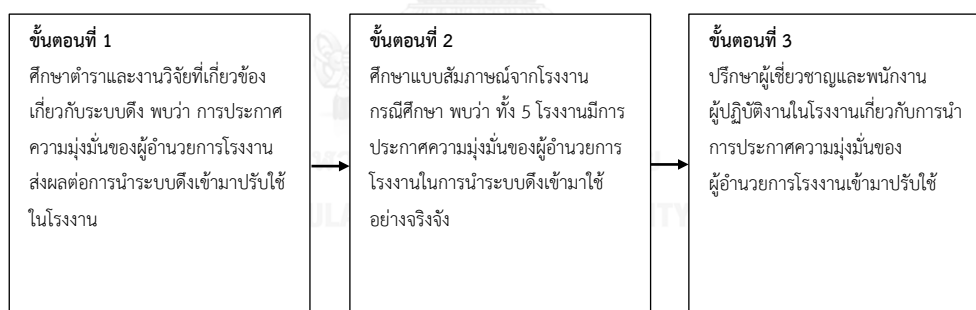 ขั้นตอนที่ 1
ศึกษาตำราและงานวิจัยที่เกี่ยวข้อง
เกี่ยวกับระบบดึง พบว่า การประกาศ
ความมุ่งมั่นของผู้อำนวยการโรงงาน
ส่งผลต่อการนำระบบดึงเข้ามาปรับใช้
ในโรงงาน
ขั้นตอนที่ 2
ศึกษาแบบสัมภาษณ์จากโรงงาน
กรณีศึกษา พบว่า ทั้ง 5 โรงงานมีการ
ประกาศความมุ่งมั่นของผู้อำนวยการ
โรงงานในการนำระบบดึงเข้ามาใช้
อย่างจริงจัง
ขั้นตอนที่ 3
ปรึกษาผู้เชี่ยวชาญและพนักงาน
ผู้ปฏิบัติงานในโรงงานเกี่ยวกับการนำ
การประกาศความมุ่งมั่นของ
ผู้อำนวยการโรงงานเข้ามาปรับใช้